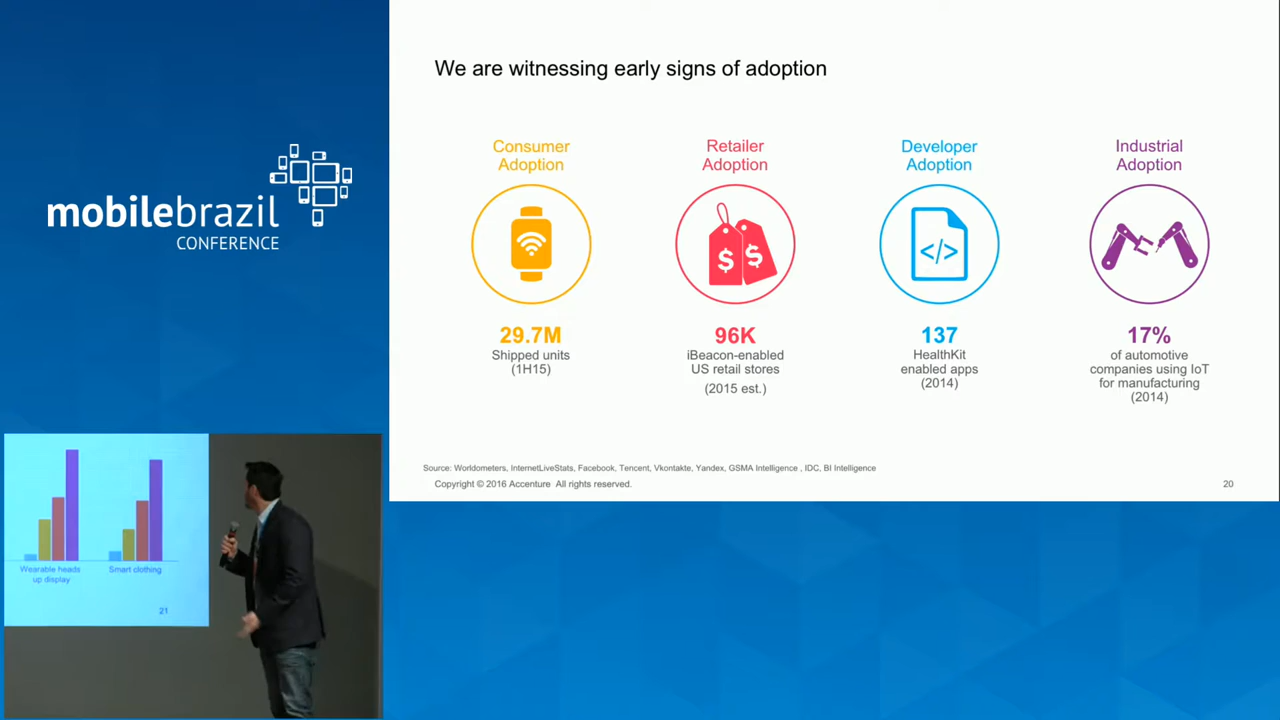 mobilebrazil
CONFERENCE
We are witnessing early signs of adoption
Consumer
Adoption
29.7M
Shipped units
(1H15)
Retailer
Adoption
$ $
96K
iBeacon-enabled
US retail stores
(2015 est.)
Developer
Adoption
</>
137
HealthKit
enabled apps
(2014)
Industrial
Adoption
17%
of automotive
companies using IoT
for manufacturing
(2014)
Source: Worldometers, InternetLiveStats, Facebook, Tencent, Vkontakte, Yandex, GSMA Intelligence , IDC, BI Intelligence
Copyright © 2016 Accenture All rights reserved.
20
Wearable heads
up display
Smart clothing
21